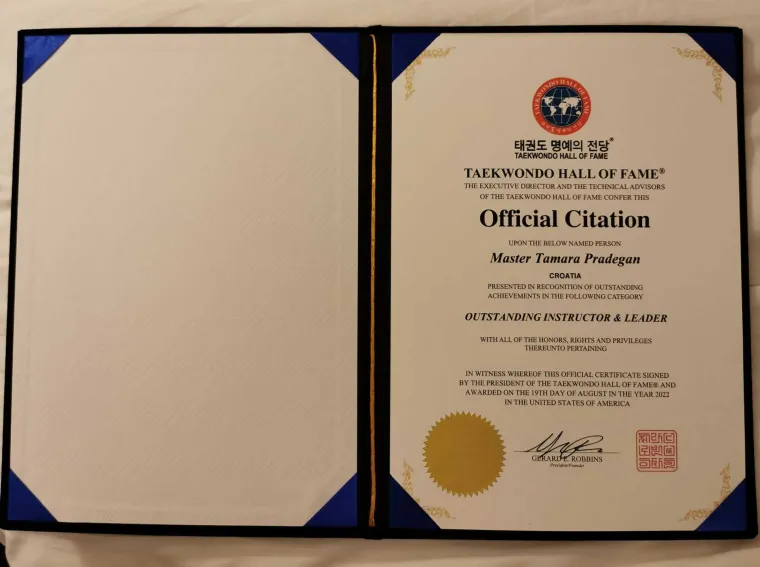 TAEKWONDO HALL OF FAME
태권도 명예의 전당®
TAEKWONDO HALL OF FAME
TAEKWONDO HALL OF FAME®
THE EXECUTIVE DIRECTOR AND THE TECHNICAL ADVISORS
OF THE TAEKWONDO HALL OF FAME CONFER THIS
Official Citation
UPON THE BELOW NAMED PERSON
Master Tamara Pradegan
CROATIA
PRESENTED IN RECOGNITION OF OUTSTANDING
ACHIEVEMENTS IN THE FOLLOWING CATEGORY
OUTSTANDING INSTRUCTOR & LEADER
WITH ALL OF THE HONORS, RIGHTS AND PRIVILEGES
THEREUNTO PERTAINING
IN WITNESS WHEREOF THIS OFFICIAL CERTIFICATE SIGNED
BY THE PRESIDENT OF THE TAEKWONDO HALL OF FAME® AND
AWARDED ON THE 19TH DAY OF AUGUST IN THE YEAR 2022
IN THE UNITED STATES OF AMERICA
GERARD E. ROBBINS
President/Founder